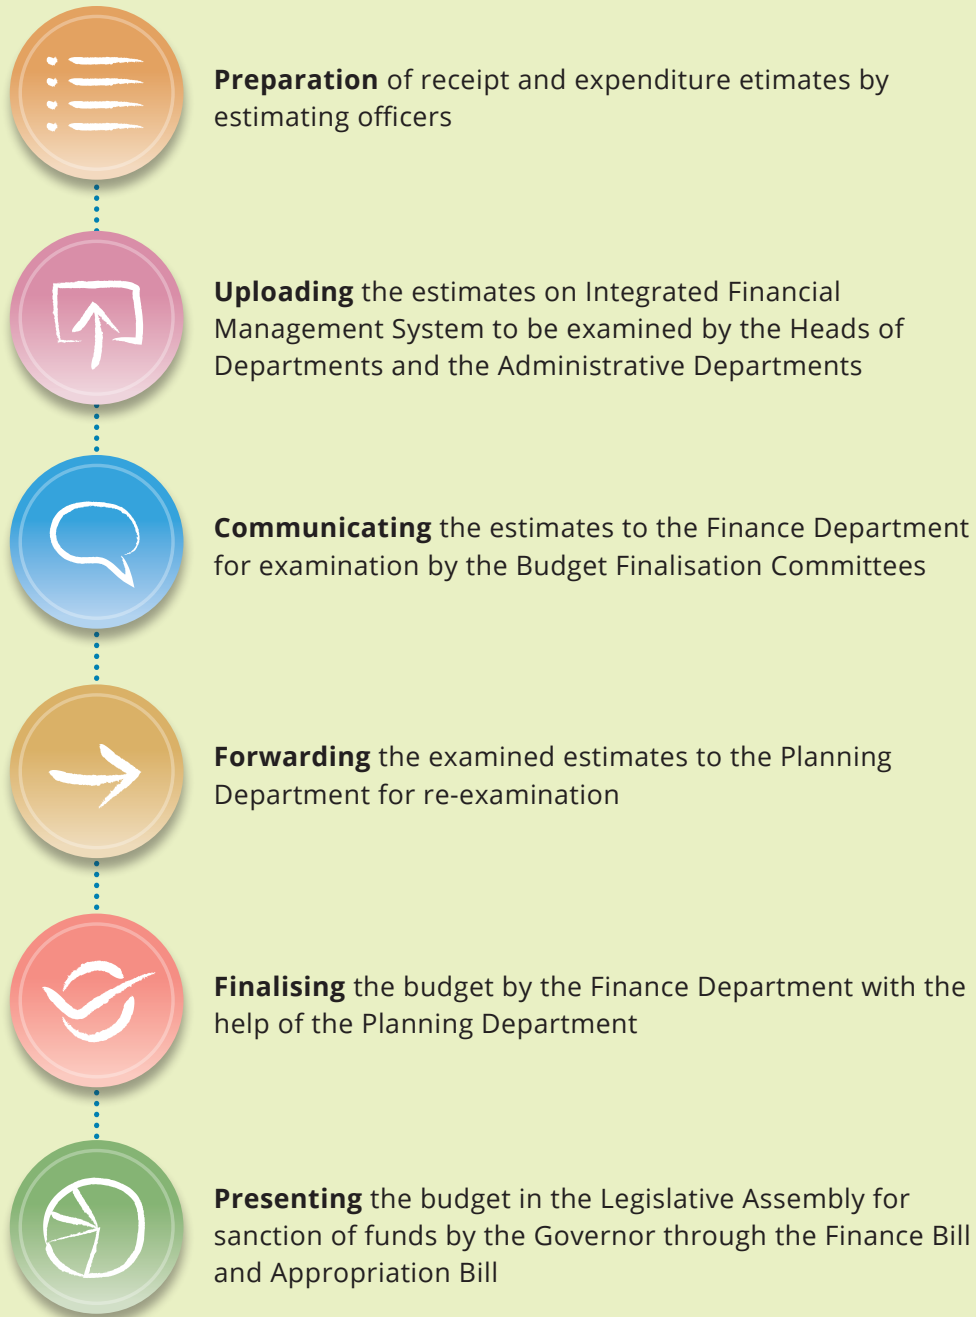 Preparation of receipt and expenditure etimates by
estimating officers
Uploading the estimates on Integrated Financial
Management System to be examined by the Heads of
Departments and the Administrative Departments
Communicating the estimates to the Finance Department
for examination by the Budget Finalisation Committees
Forwarding the examined estimates to the Planning
Department for re-examination
Finalising the budget by the Finance Department with the
help of the Planning Department
Presenting the budget in the Legislative Assembly for
sanction of funds by the Governor through the Finance Bill
and Appropriation Bill